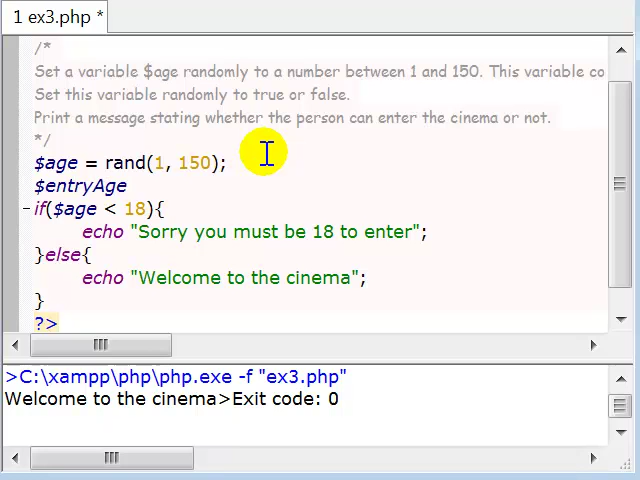 1 ex3.php *
/*
Set a variable $age randomly to a number between 1 and 150. This variable co
Set this variable randomly to true or false.
Print a message stating whether the person can enter the cinema or not.
*/
$age = rand(1, 150);
$entryAge
if($age < 18){
echo "Sorry you must be 18 to enter";
}else{
echo "Welcome to the cinema";
}
?>
>C:\xampp\php\php.exe -f "ex3.php"
Welcome to the cinema>Exit code: 0